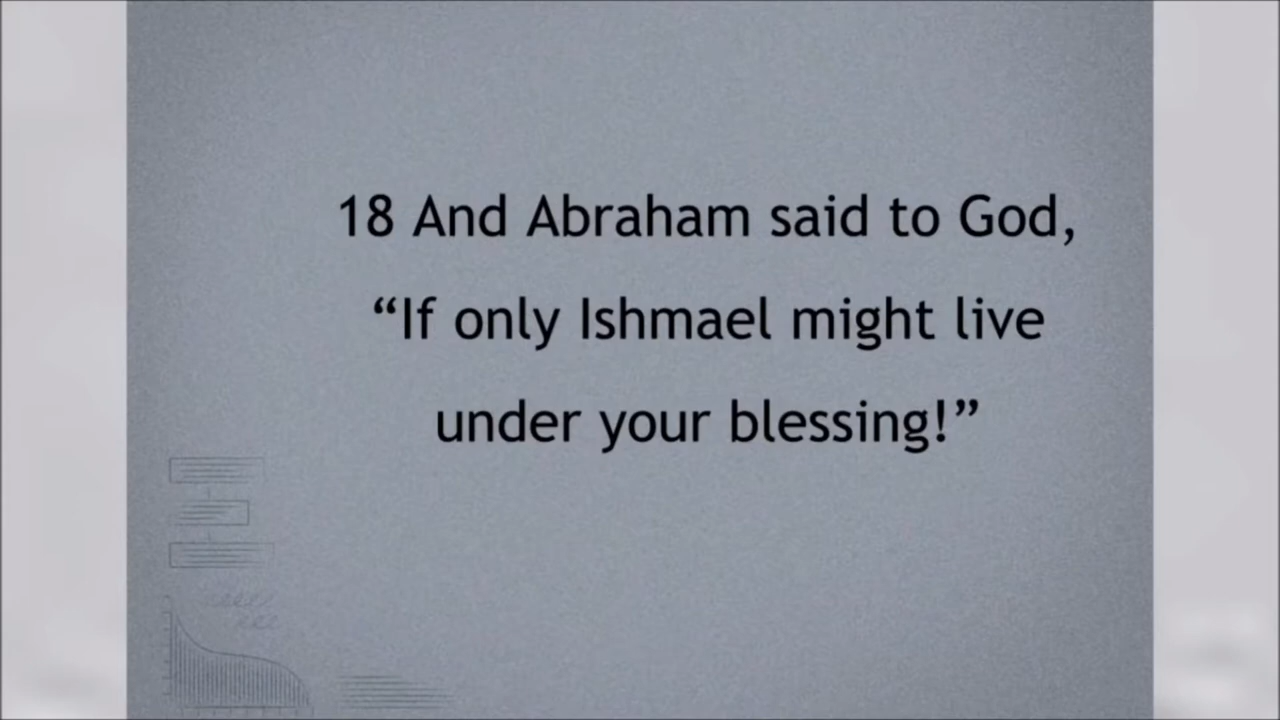 18 And Abraham said to God,
“If only Ishmael might live
under your blessing!”